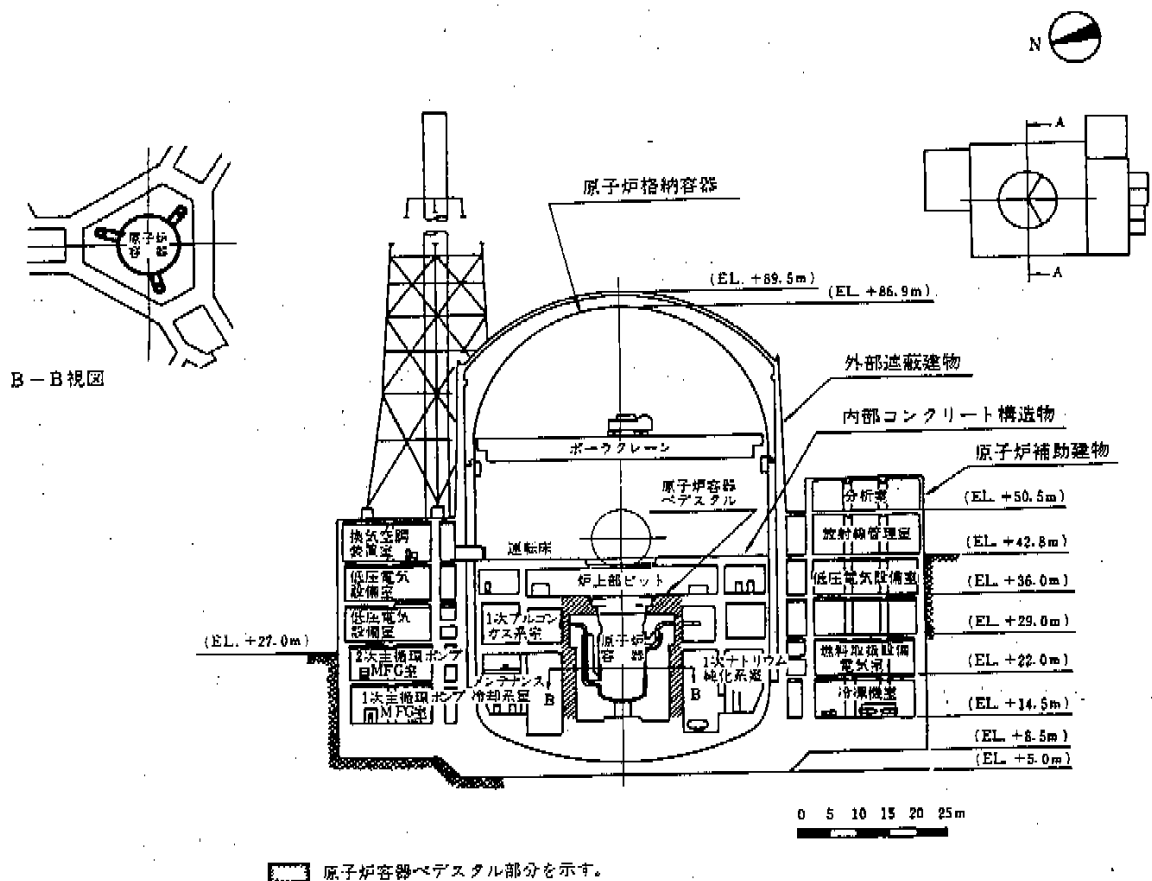 N
A
A
原子炉格納容器
原子炉
容器
(EL. +89.5m)
(EL. +86.9m)
B－B視図
外部遮蔽建物
内部コンクリート構造物
原子炉補助建物
ポーラクレーン
原子炉容器
ペデスタル
分析室
(EL. +50.5m)
換気空調
装置室
運転床
放射線管理室
(EL. +42.8m)
炉上部ピット
低圧電気
設備室
低圧電気設備室
(EL. +36.0m)
低圧電気
設備室
1次アルゴン
ガス系室
原子炉
容器
(EL. +29.0m)
(EL. +27.0m)
2次主循環ポンプ
MFG室
1次ナトリウム
純化系室
燃料取扱設備
電気室
(EL. +22.0m)
メンテナンス
冷却系室
B
B
1次主循環ポンプ
MFG室
冷凍機室
(EL. +14.5m)
(EL. +8.5m)
(EL. +5.0m)
0 5 10 15 20 25m
原子炉容器ペデスタル部分を示す。